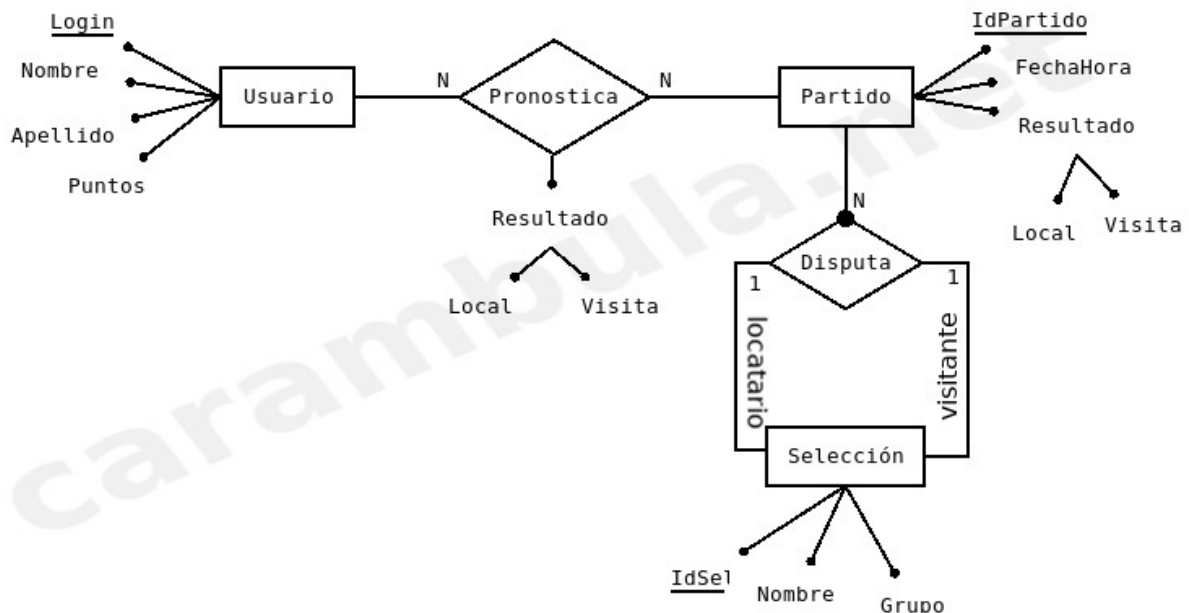 Login
IdPartido
Nombre
FechaHora
Usuario
N
Pronostica
N
Partido
Apellido
Resultado
Puntos
N
Resultado
Local
Visita
Disputa
Local
Visita
1
1
locatario
visitante
Selección
IdSel
Nombre
Grupo
carambula.net